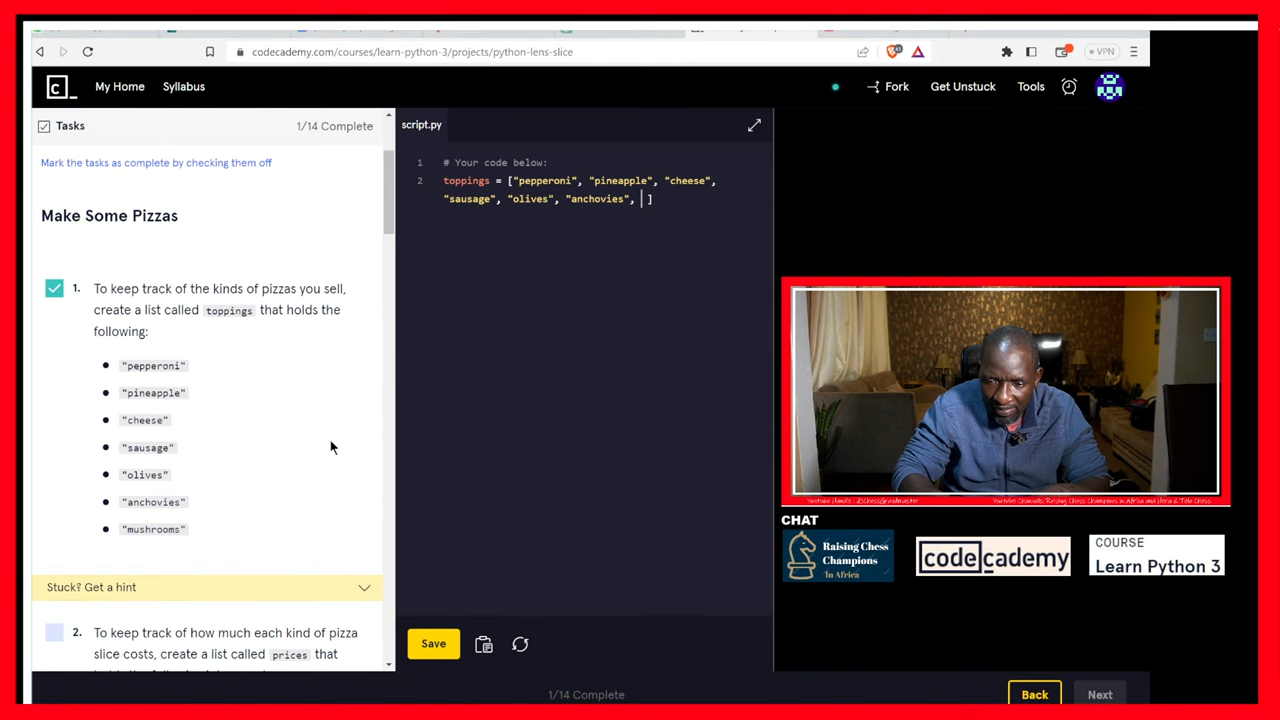 codecademy.com/courses/learn-python-3/projects/python-lens-slice
VPN
c_
My Home
Syllabus
Fork
Get Unstuck
Tools
Tasks
1/14 Complete
Mark the tasks as complete by checking them off
Make Some Pizzas
1. To keep track of the kinds of pizzas you sell,
create a list called toppings that holds the
following:
"pepperoni"
"pineapple"
"cheese"
"sausage"
"olives"
"anchovies"
"mushrooms"
Stuck? Get a hint
2. To keep track of how much each kind of pizza
slice costs, create a list called prices that
script.py
1 # Your code below:
2 toppings = ["pepperoni", "pineapple", "cheese",
"sausage", "olives", "anchovies", ]
Save
1/14 Complete
Back
Next
CHAT
Raising Chess
Champions
In Africa
codecademy
COURSE
Learn Python 3